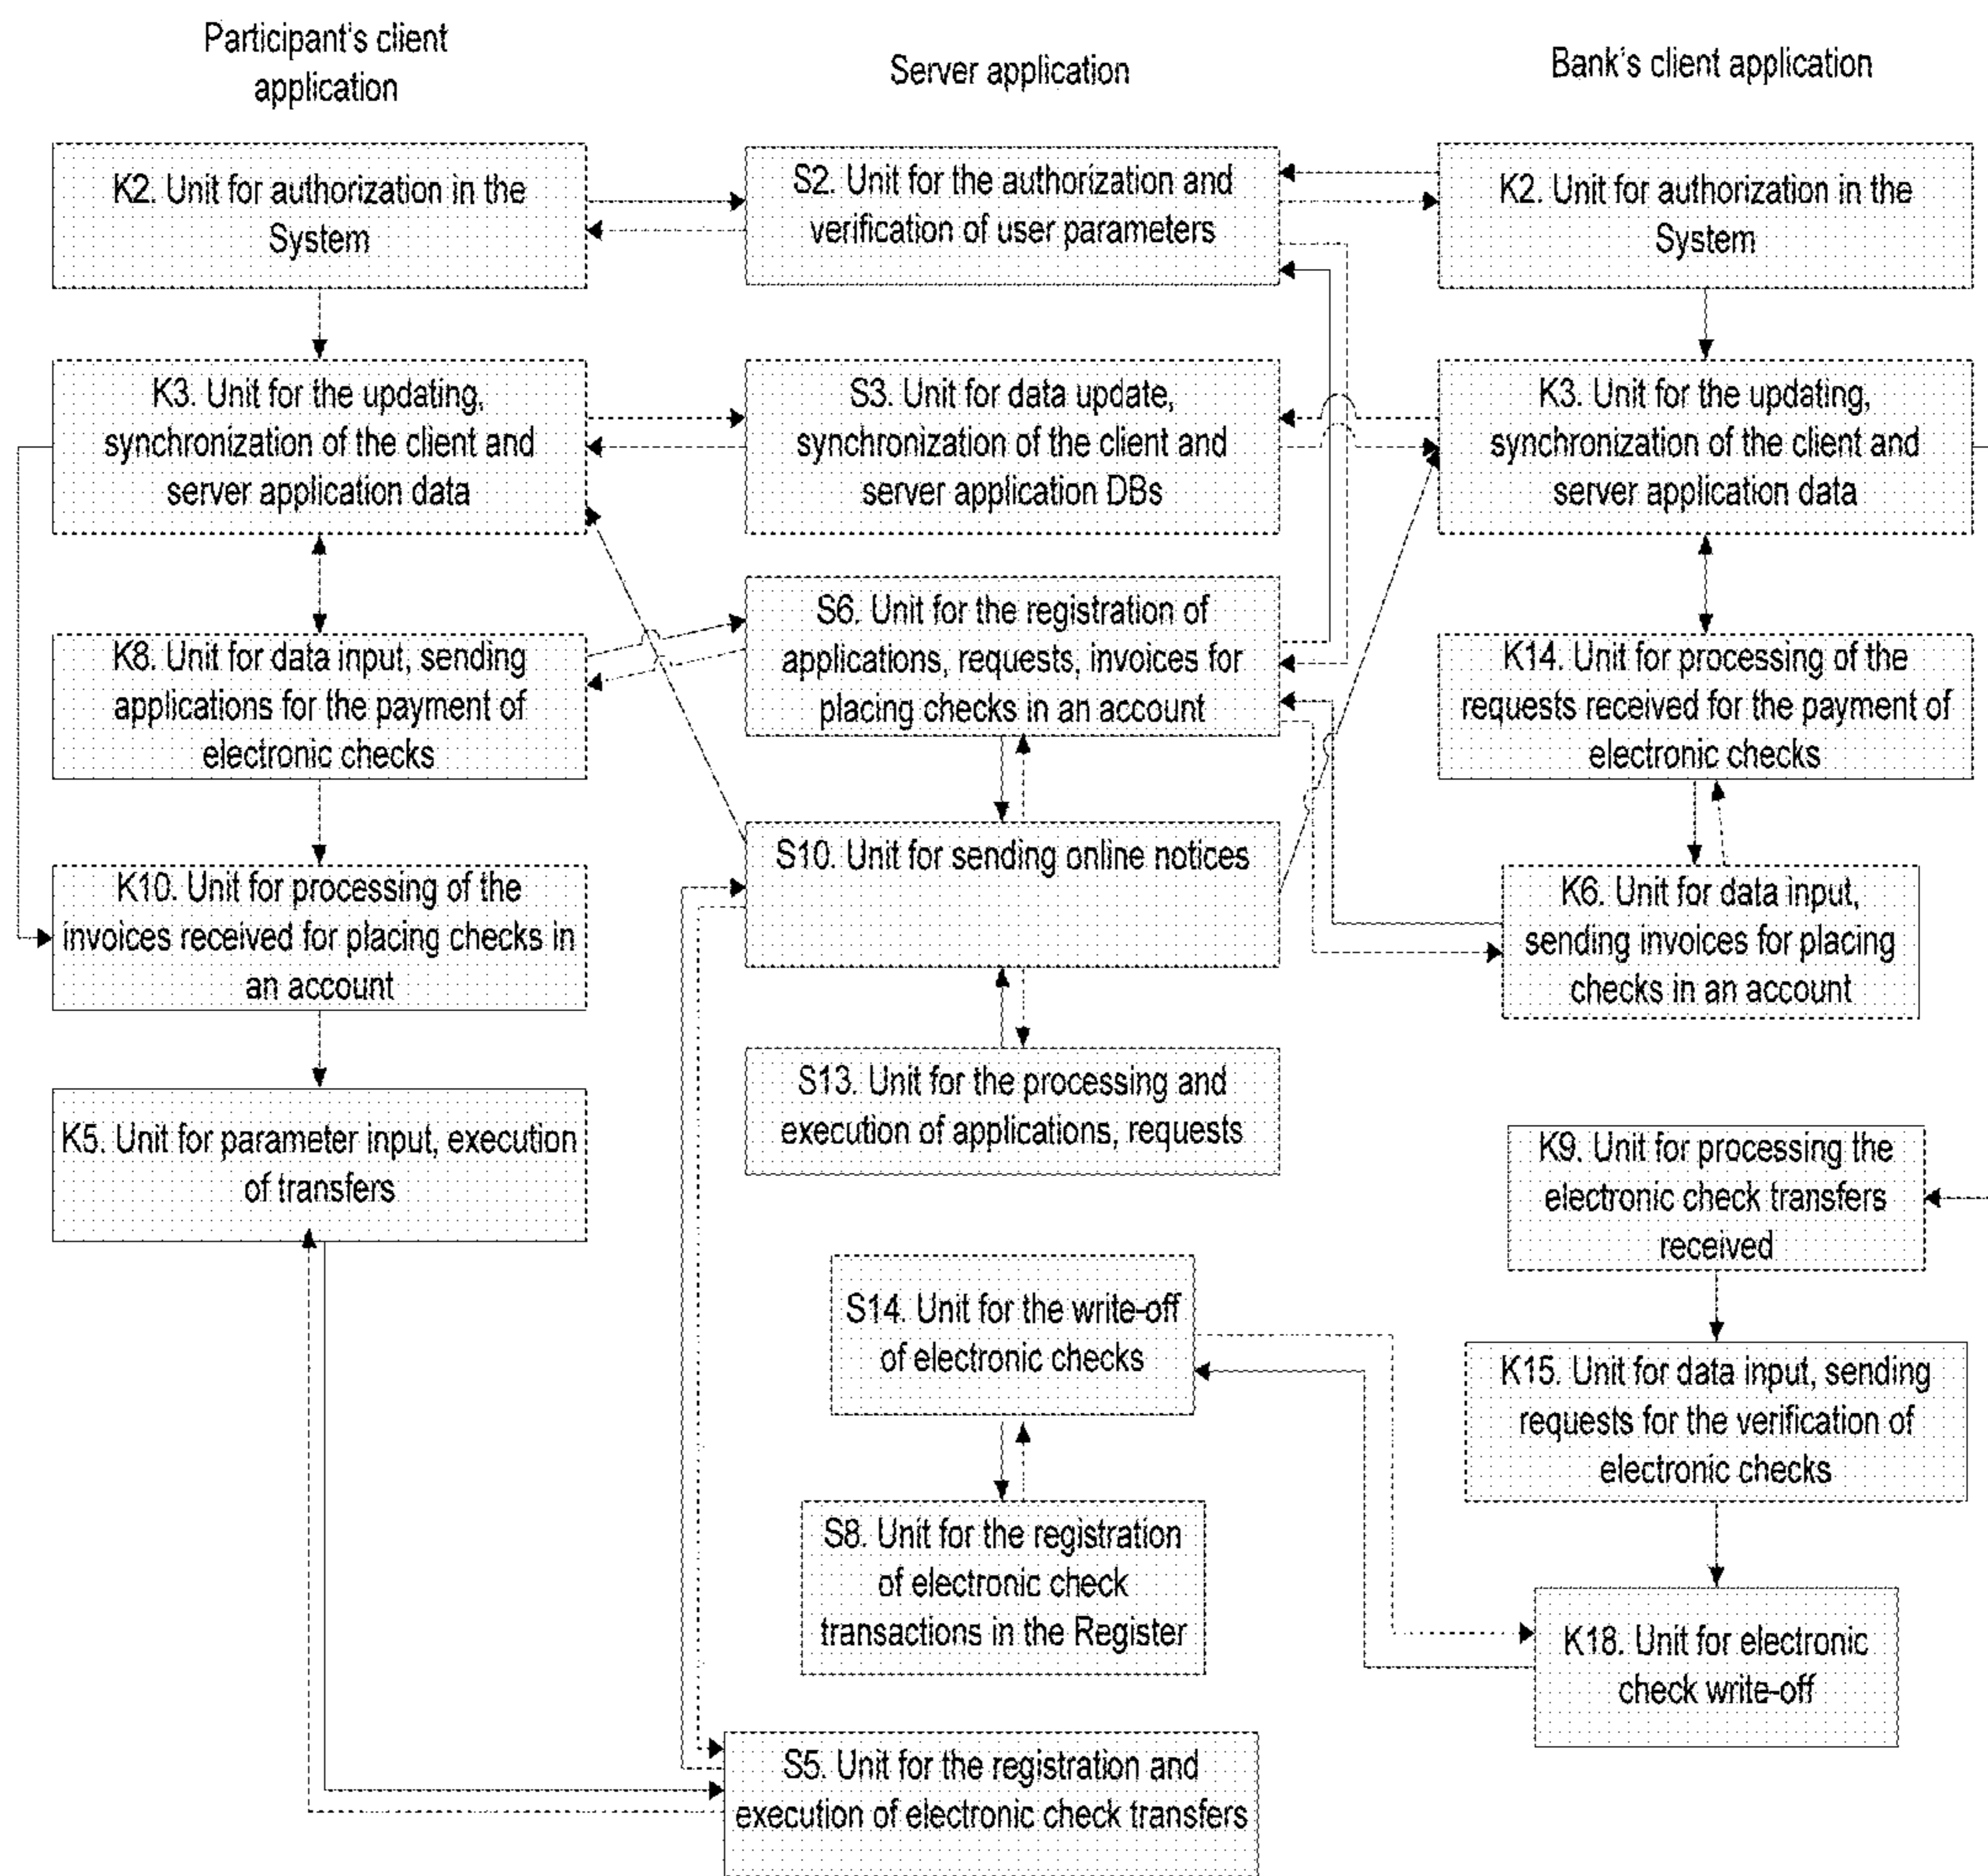 Participant's client
application
Server application
Bank's client application
K2. Unit for authorization in the
System
S2. Unit for the authorization and
verification of user parameters
K2. Unit for authorization in the
System
K3. Unit for the updating,
synchronization of the client and
server application data
S3. Unit for data update,
synchronization of the client and
server application DBs
K3. Unit for the updating,
synchronization of the client and
server application data
K8. Unit for data input, sending
applications for the payment of
electronic checks
S6. Unit for the registration of
applications, requests, invoices for
placing checks in an account
K14. Unit for processing of the
requests received for the payment of
electronic checks
K10. Unit for processing of the
invoices received for placing checks in
an account
S10. Unit for sending online notices
K6. Unit for data input,
sending invoices for placing
checks in an account
K5. Unit for parameter input, execution
of transfers
S13. Unit for the processing and
execution of applications, requests
K9. Unit for processing the
electronic check transfers
received
S14. Unit for the write-off
of electronic checks
K15. Unit for data input, sending
requests for the verification of
electronic checks
S8. Unit for the registration
of electronic check
transactions in the Register
K18. Unit for electronic
check write-off
S5. Unit for the registration and
execution of electronic check transfers